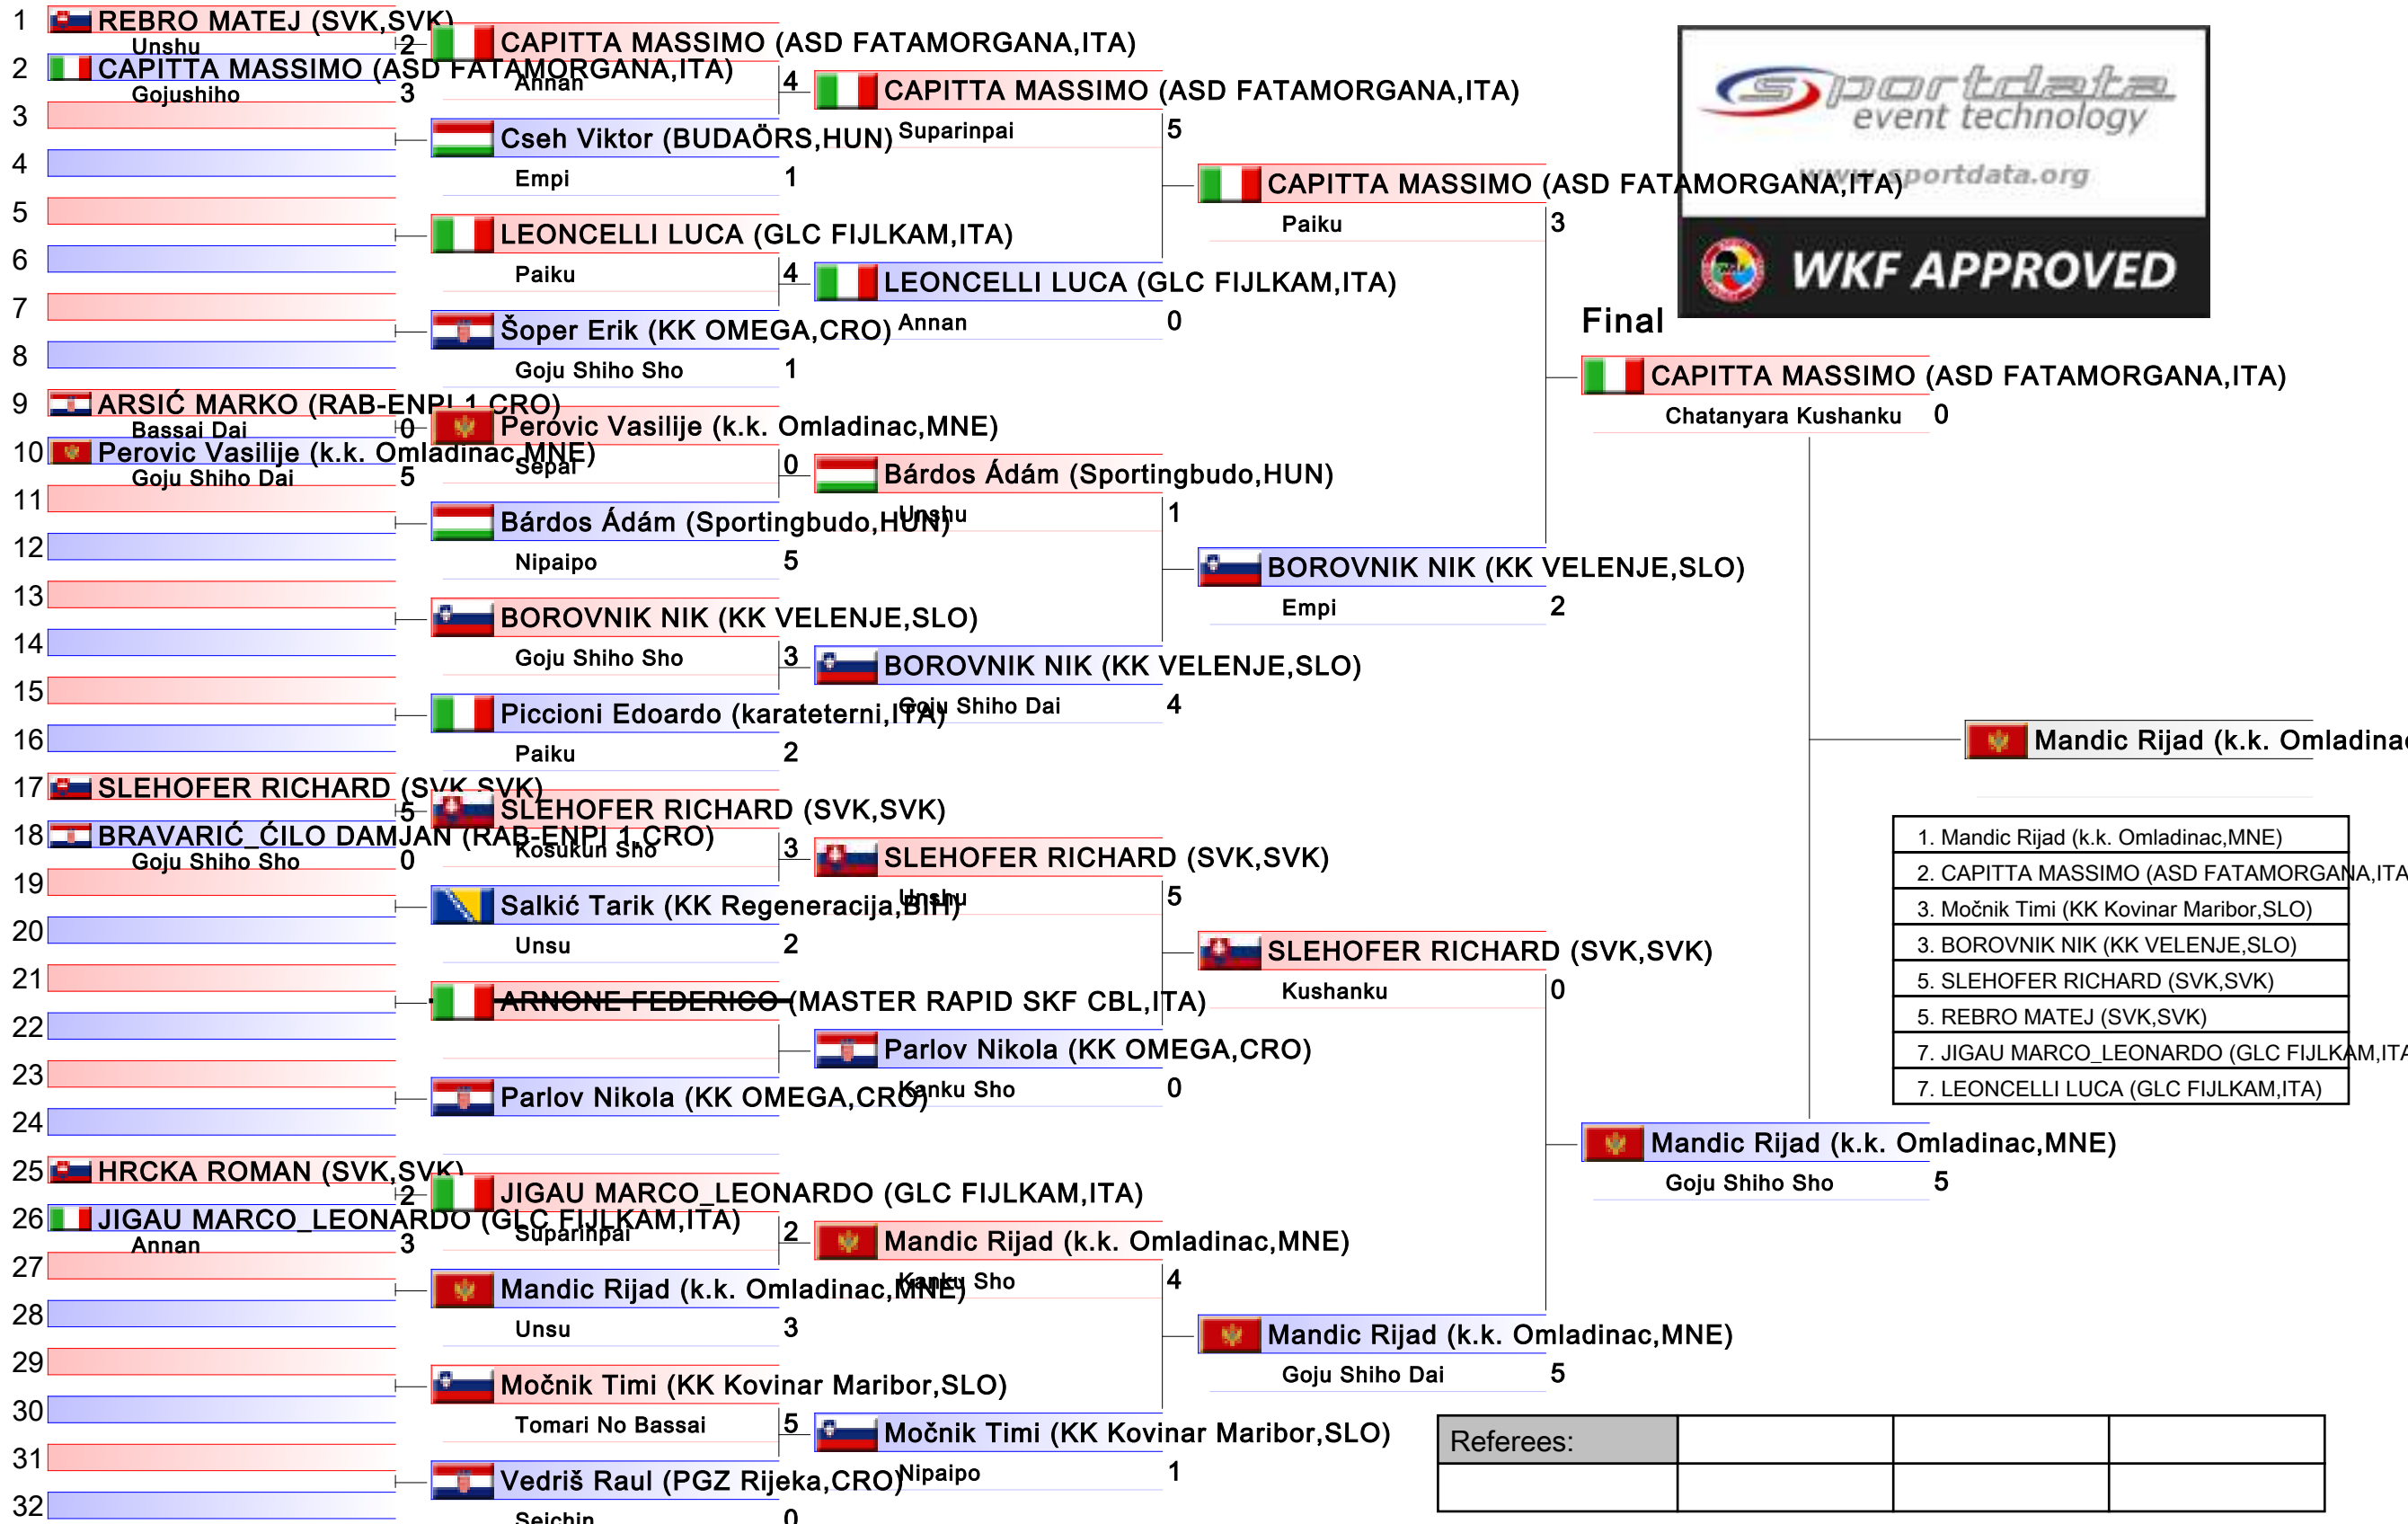 1 REBRO MATEJ (SVK,SVK)
Unshu 2
2 CAPITTA MASSIMO (ASD FATAMORGANA,ITA)
Gojushiho 3
3
4
5
6
7
8
9 ARSIĆ MARKO (RAB-ENPI 1,CRO)
Bassai Dai 0
10 Perovic Vasilije (k.k. Omladinac,MNE)
Goju Shiho Dai 5
11
12
13
14
15
16
17 SLEHOFER RICHARD (SVK,SVK)
5
18 BRAVARIĆ_ĆILO DAMJAN (RAB-ENPI 1,CRO)
Goju Shiho Sho 0
19
20
21
22
23
24
25 HRCKA ROMAN (SVK,SVK)
2
26 JIGAU MARCO_LEONARDO (GLC FIJLKAM,ITA)
Annan 3
27
28
29
30
31
32
CAPITTA MASSIMO (ASD FATAMORGANA,ITA)
Annan 4
Cseh Viktor (BUDAÖRS,HUN)
Empi 1
LEONCELLI LUCA (GLC FIJLKAM,ITA)
Paiku 4
Šoper Erik (KK OMEGA,CRO)
Goju Shiho Sho 1
Perovic Vasilije (k.k. Omladinac,MNE)
Sepai 0
Bárdos Ádám (Sportingbudo,HUN)
Nipaipo 5
BOROVNIK NIK (KK VELENJE,SLO)
Goju Shiho Sho 3
Piccioni Edoardo (karateterni,ITA)
Paiku 2
SLEHOFER RICHARD (SVK,SVK)
Kosukun Sho 3
Salkić Tarik (KK Regeneracija,BIH)
Unsu 2
ARNONE FEDERICO (MASTER RAPID SKF CBL,ITA)
Parlov Nikola (KK OMEGA,CRO)
JIGAU MARCO_LEONARDO (GLC FIJLKAM,ITA)
Suparinpai 2
Mandic Rijad (k.k. Omladinac,MNE)
Unsu 3
Močnik Timi (KK Kovinar Maribor,SLO)
Tomari No Bassai 5
Vedriš Raul (PGZ Rijeka,CRO)
Seichin 0
CAPITTA MASSIMO (ASD FATAMORGANA,ITA)
Suparinpai 5
LEONCELLI LUCA (GLC FIJLKAM,ITA)
Annan 0
Bárdos Ádám (Sportingbudo,HUN)
Unshu 1
BOROVNIK NIK (KK VELENJE,SLO)
Goju Shiho Dai 4
SLEHOFER RICHARD (SVK,SVK)
Unshu 5
Parlov Nikola (KK OMEGA,CRO)
Kanku Sho 0
Mandic Rijad (k.k. Omladinac,MNE)
Kanku Sho 4
Močnik Timi (KK Kovinar Maribor,SLO)
Nipaipo 1
CAPITTA MASSIMO (ASD FATAMORGANA,ITA)
Paiku 3
BOROVNIK NIK (KK VELENJE,SLO)
Empi 2
SLEHOFER RICHARD (SVK,SVK)
Kushanku 0
Mandic Rijad (k.k. Omladinac,MNE)
Goju Shiho Dai 5
sportdata
event technology
www.sportdata.org
WKF APPROVED
Final
CAPITTA MASSIMO (ASD FATAMORGANA,ITA)
Chatanyara Kushanku 0
Mandic Rijad (k.k. Omladinac,MNE)
Goju Shiho Sho 5
Mandic Rijad (k.k. Omladinac
1. Mandic Rijad (k.k. Omladinac,MNE)
2. CAPITTA MASSIMO (ASD FATAMORGANA,ITA
3. Močnik Timi (KK Kovinar Maribor,SLO)
3. BOROVNIK NIK (KK VELENJE,SLO)
5. SLEHOFER RICHARD (SVK,SVK)
5. REBRO MATEJ (SVK,SVK)
7. JIGAU MARCO_LEONARDO (GLC FIJLKAM,ITA
7. LEONCELLI LUCA (GLC FIJLKAM,ITA)
Referees: